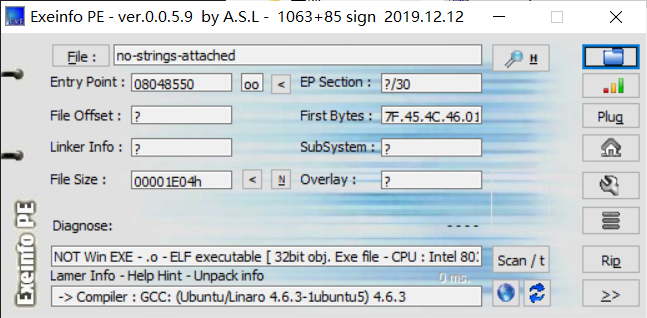 Exeinfo PE - ver.0.0.5.9 by A.S.L - 1063+85 sign 2019.12.12
File : no-strings-attached H
Entry Point : 08048550 oo < EP Section : ?/30
File Offset : ? First Bytes : 7F.45.4C.46.01 Plug
Linker Info : ? SubSystem : ?
File Size : 00001E04h < N Overlay : ?
Diagnose: ----
NOT Win EXE - .o - ELF executable [ 32bit obj. Exe file - CPU : Intel 80 Scan / t Rip
Lamer Info - Help Hint - Unpack info 0 ms.
-> Compiler : GCC: (Ubuntu/Linaro 4.6.3-1ubuntu5) 4.6.3 >>
Exeinfo PE